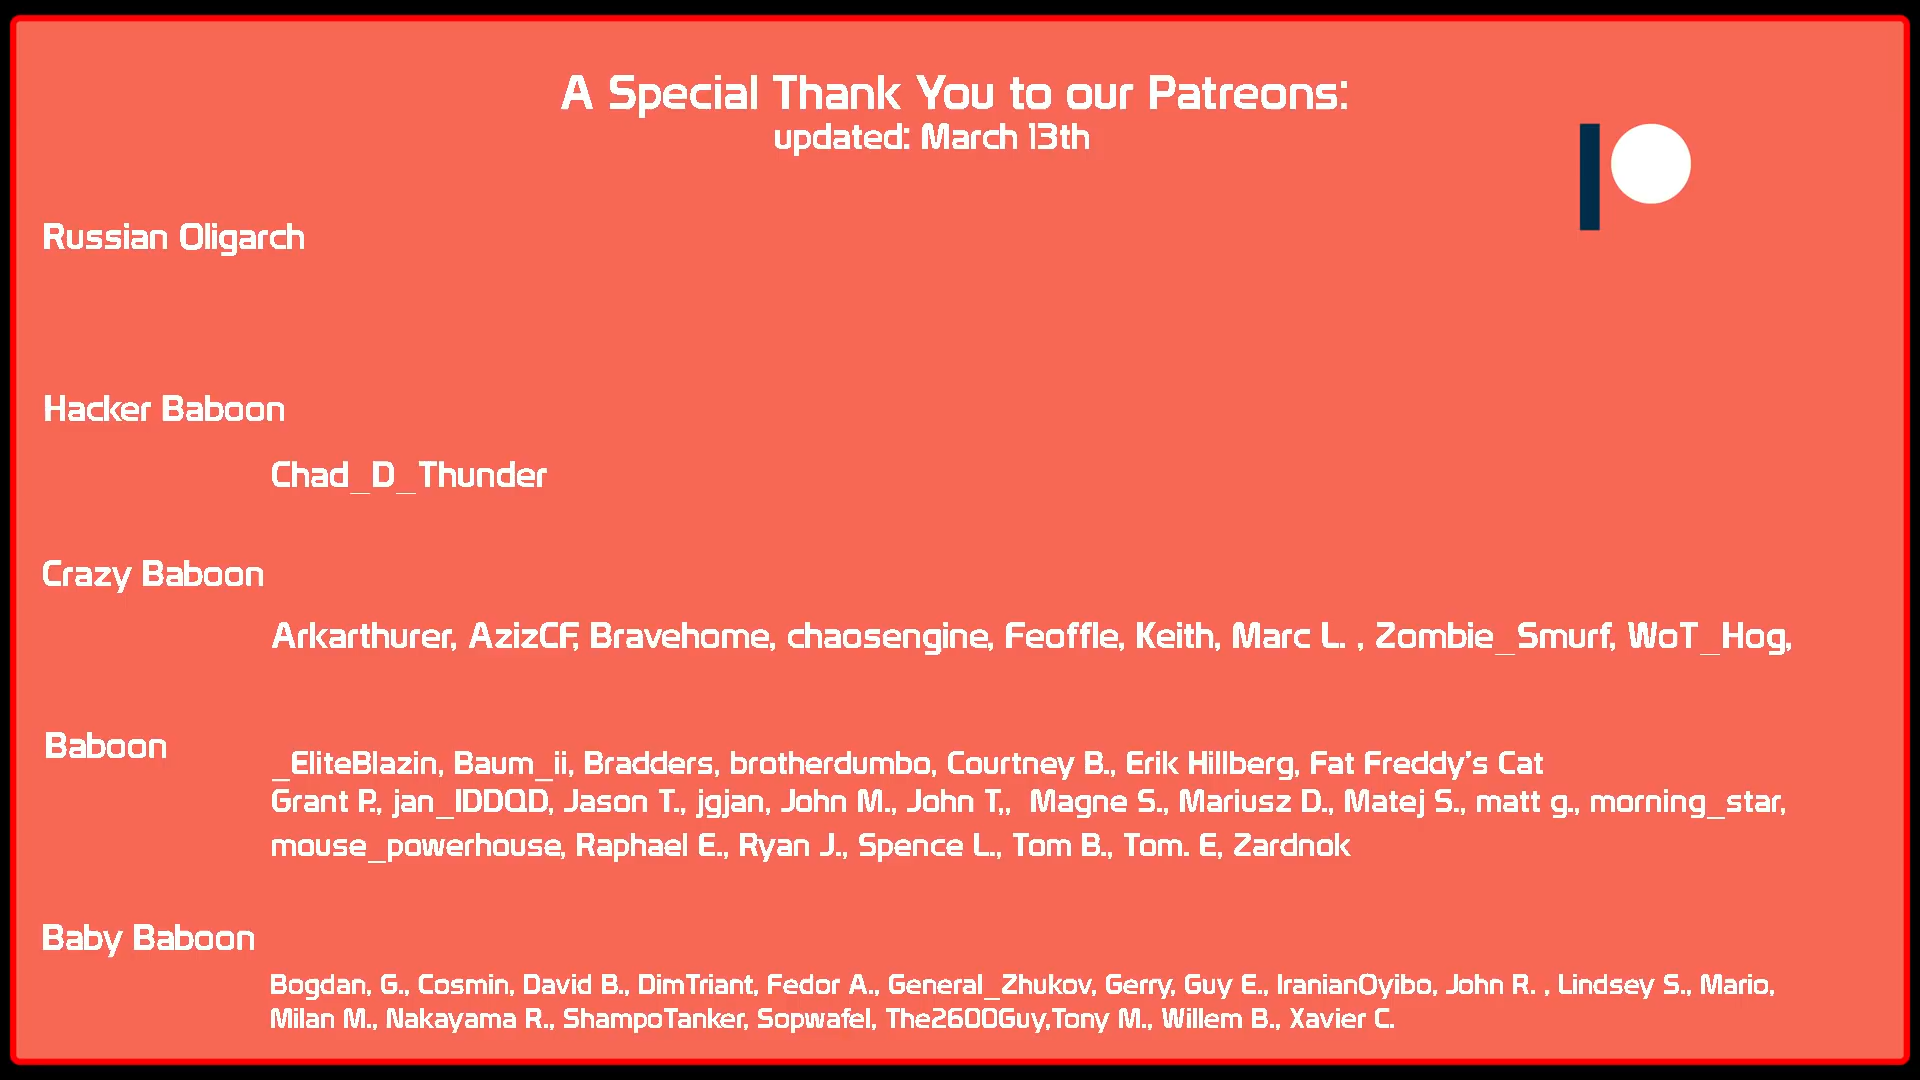 A Special Thank You to our Patreons:
updated: March 13th
Russian Oligarch
Hacker Baboon
Chad_D_Thunder
Crazy Baboon
Arkarthurer, AzizCF, Bravehome, chaosengine, Feoffle, Keith, Marc L. , Zombie_Smurf, WoT_Hog,
Baboon
_EliteBlazin, Baum_ii, Bradders, brotherdumbo, Courtney B., Erik Hillberg, Fat Freddy's Cat
Grant P., jan_IDDQD, Jason T., jgjan, John M., John T,, Magne S., Mariusz D., Matej S., matt g., morning_star,
mouse_powerhouse, Raphael E., Ryan J., Spence L., Tom B., Tom. E, Zardnok
Baby Baboon
Bogdan, G., Cosmin, David B., DimTriant, Fedor A., General_Zhukov, Gerry, Guy E., IranianOyibo, John R. , Lindsey S., Mario,
Milan M., Nakayama R., ShampoTanker, Sopwafel, The2600Guy,Tony M., Willem B., Xavier C.